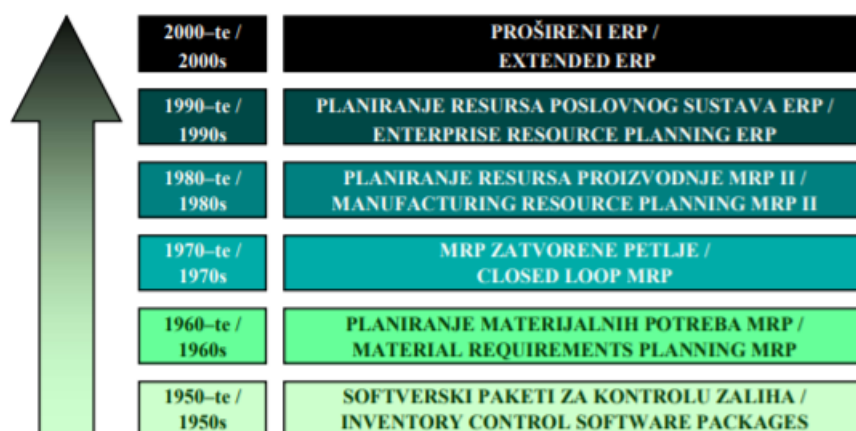 2000–te /
2000s
PROŠIRENI ERP /
EXTENDED ERP
1990–te /
1990s
PLANIRANJE RESURSA POSLOVNOG SUSTAVA ERP /
ENTERPRISE RESOURCE PLANNING ERP
1980–te /
1980s
PLANIRANJE RESURSA PROIZVODNJE MRP II /
MANUFACTURING RESOURCE PLANNING MRP II
1970–te /
1970s
MRP ZATVORENE PETLJE /
CLOSED LOOP MRP
1960–te /
1960s
PLANIRANJE MATERIJALNIH POTREBA MRP /
MATERIAL REQUIREMENTS PLANNING MRP
1950–te /
1950s
SOFTVERSKI PAKETI ZA KONTROLU ZALIHA /
INVENTORY CONTROL SOFTWARE PACKAGES